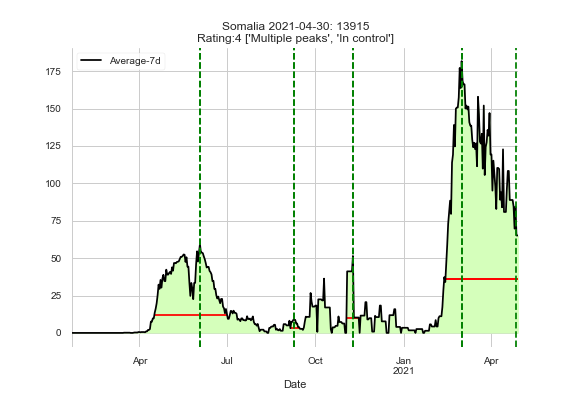 Somalia 2021-04-30: 13915
Rating:4 ['Multiple peaks', 'In control']
Average-7d
175
150
125
100
75
50
25
0
Apr
Jul
Oct
Jan
2021
Apr
Date